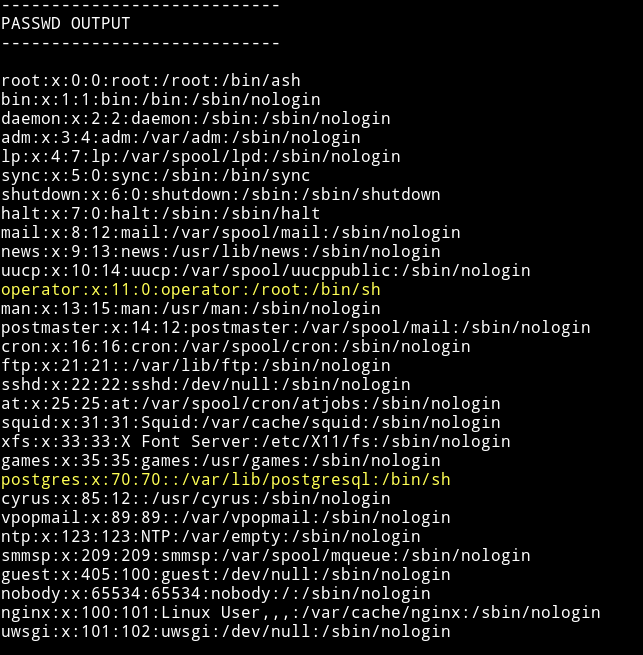 ----------------------------
PASSWD OUTPUT
----------------------------
root:x:0:0:root:/root:/bin/ash
bin:x:1:1:bin:/bin:/sbin/nologin
daemon:x:2:2:daemon:/sbin:/sbin/nologin
adm:x:3:4:adm:/var/adm:/sbin/nologin
lp:x:4:7:lp:/var/spool/lpd:/sbin/nologin
sync:x:5:0:sync:/sbin:/bin/sync
shutdown:x:6:0:shutdown:/sbin:/sbin/shutdown
halt:x:7:0:halt:/sbin:/sbin/halt
mail:x:8:12:mail:/var/spool/mail:/sbin/nologin
news:x:9:13:news:/usr/lib/news:/sbin/nologin
uucp:x:10:14:uucp:/var/spool/uucppublic:/sbin/nologin
operator:x:11:0:operator:/root:/bin/sh
man:x:13:15:man:/usr/man:/sbin/nologin
postmaster:x:14:12:postmaster:/var/spool/mail:/sbin/nologin
cron:x:16:16:cron:/var/spool/cron:/sbin/nologin
ftp:x:21:21::/var/lib/ftp:/sbin/nologin
sshd:x:22:22:sshd:/dev/null:/sbin/nologin
at:x:25:25:at:/var/spool/cron/atjobs:/sbin/nologin
squid:x:31:31:Squid:/var/cache/squid:/sbin/nologin
xfs:x:33:33:X Font Server:/etc/X11/fs:/sbin/nologin
games:x:35:35:games:/usr/games:/sbin/nologin
postgres:x:70:70::/var/lib/postgresql:/bin/sh
cyrus:x:85:12::/usr/cyrus:/sbin/nologin
vpopmail:x:89:89::/var/vpopmail:/sbin/nologin
ntp:x:123:123:NTP:/var/empty:/sbin/nologin
smmsp:x:209:209:smmsp:/var/spool/mqueue:/sbin/nologin
guest:x:405:100:guest:/dev/null:/sbin/nologin
nobody:x:65534:65534:nobody:/:/sbin/nologin
nginx:x:100:101:Linux User,,,:/var/cache/nginx:/sbin/nologin
uwsgi:x:101:102:uwsgi:/dev/null:/sbin/nologin